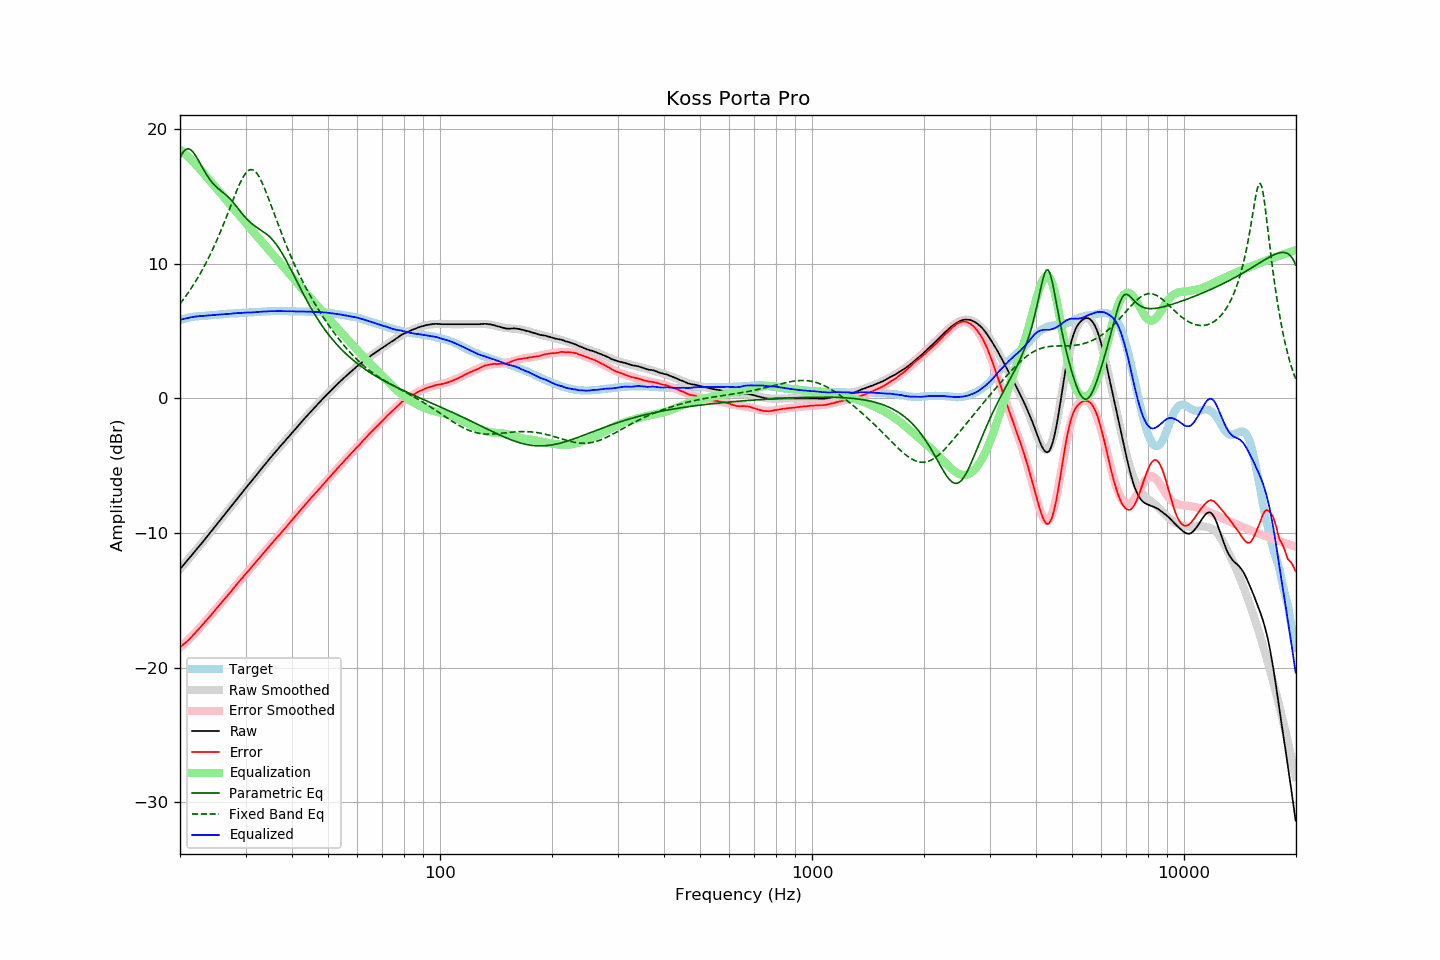 Koss Porta Pro
20
10
0
−10
−20
−30
Amplitude (dBr)
Target
Raw Smoothed
Error Smoothed
Raw
Error
Equalization
Parametric Eq
Fixed Band Eq
Equalized
100
1000
10000
Frequency (Hz)